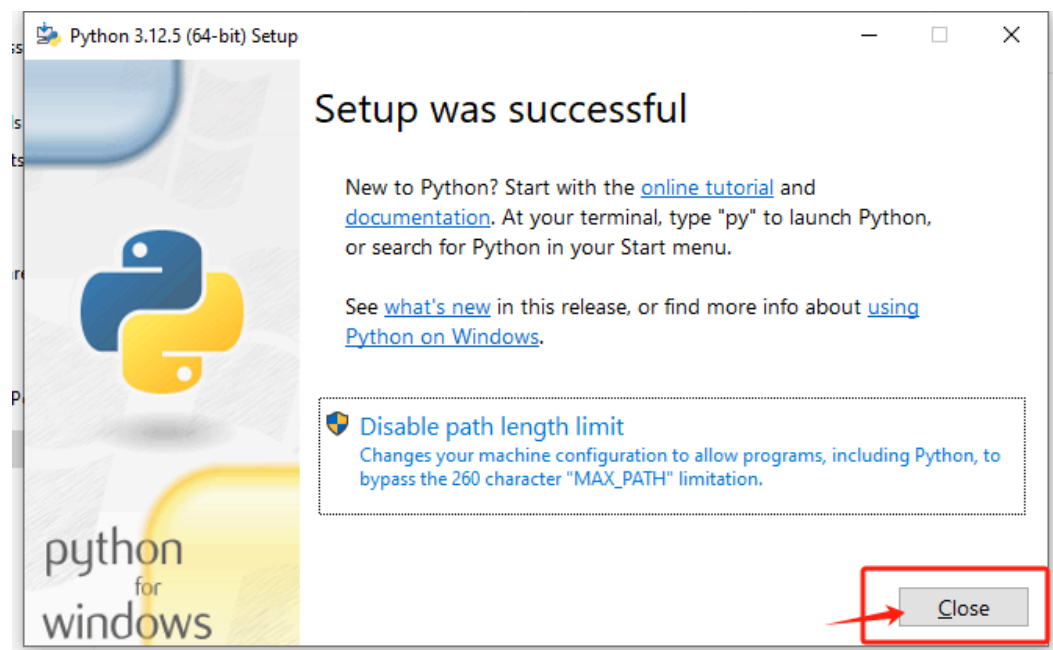 Python 3.12.5 (64-bit) Setup
Setup was successful
New to Python? Start with the online tutorial and
documentation. At your terminal, type "py" to launch Python,
or search for Python in your Start menu.
See what's new in this release, or find more info about using
Python on Windows.
Disable path length limit
Changes your machine configuration to allow programs, including Python, to
bypass the 260 character "MAX_PATH" limitation.
python
for
windows
Close